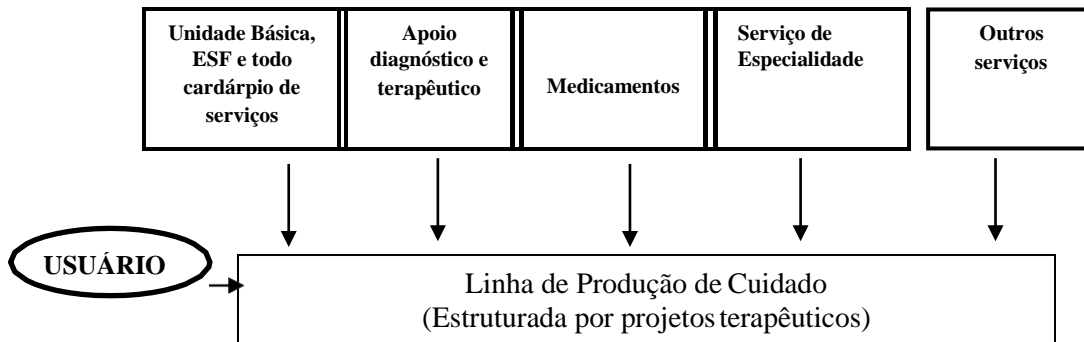 Unidade Básica,
ESF e todo
cardárpio de
serviços
Apoio
diagnóstico e
terapêutico
Medicamentos
Serviço de
Especialidade
Outros
serviços
USUÁRIO
Linha de Produção de Cuidado
(Estruturada por projetos terapêuticos)